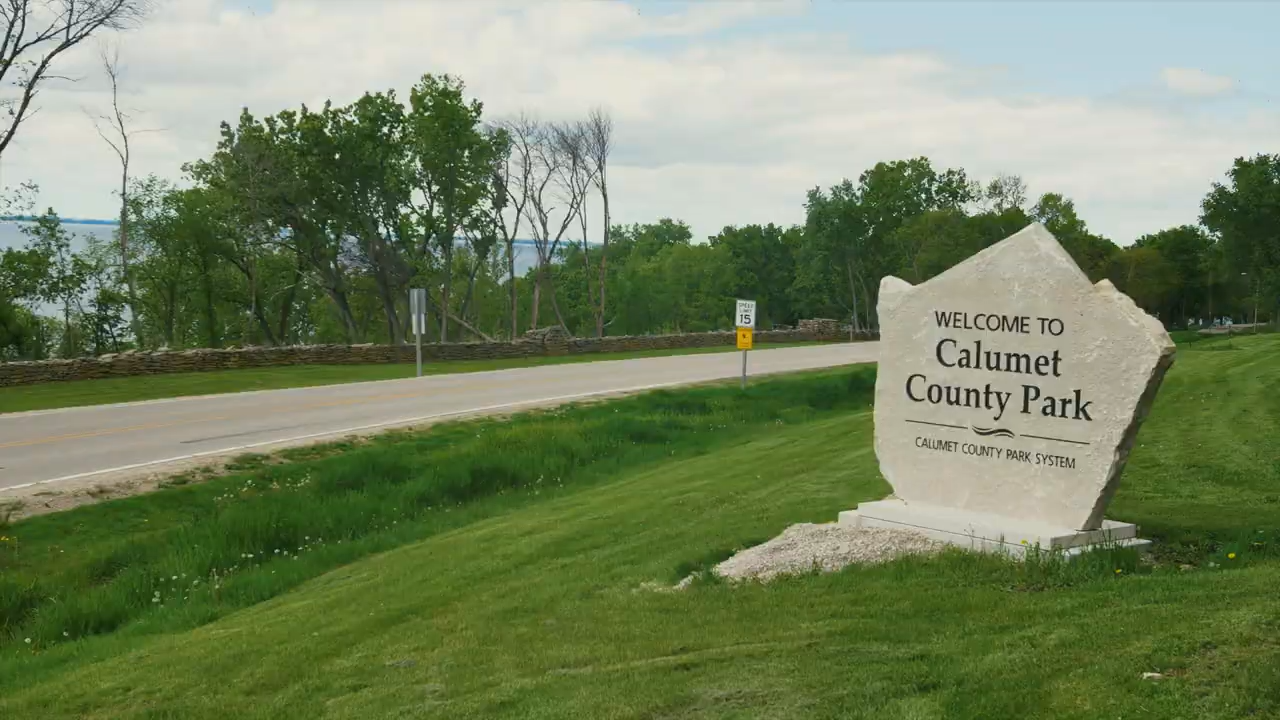 SPEED
LIMIT
15
WELCOME TO
Calumet
County Park
CALUMET COUNTY PARK SYSTEM